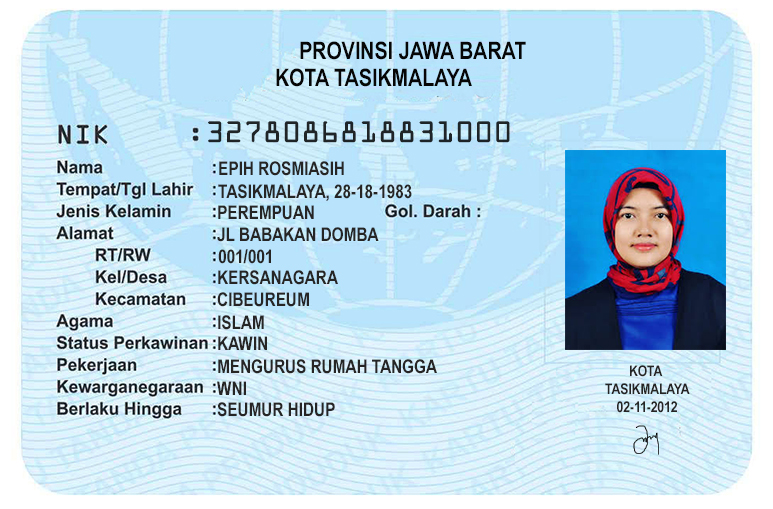 PROVINSI JAWA BARAT
KOTA TASIKMALAYA
NIK :3278086818831000
Nama :EPIH ROSMIASIH
Tempat/Tgl Lahir :TASIKMALAYA, 28-18-1983
Jenis Kelamin :PEREMPUAN Gol. Darah :
Alamat :JL BABAKAN DOMBA
RT/RW :001/001
Kel/Desa :KERSANAGARA
Kecamatan :CIBEUREUM
Agama :ISLAM
Status Perkawinan :KAWIN
Pekerjaan :MENGURUS RUMAH TANGGA
Kewarganegaraan :WNI
Berlaku Hingga :SEUMUR HIDUP
KOTA
TASIKMALAYA
02-11-2012